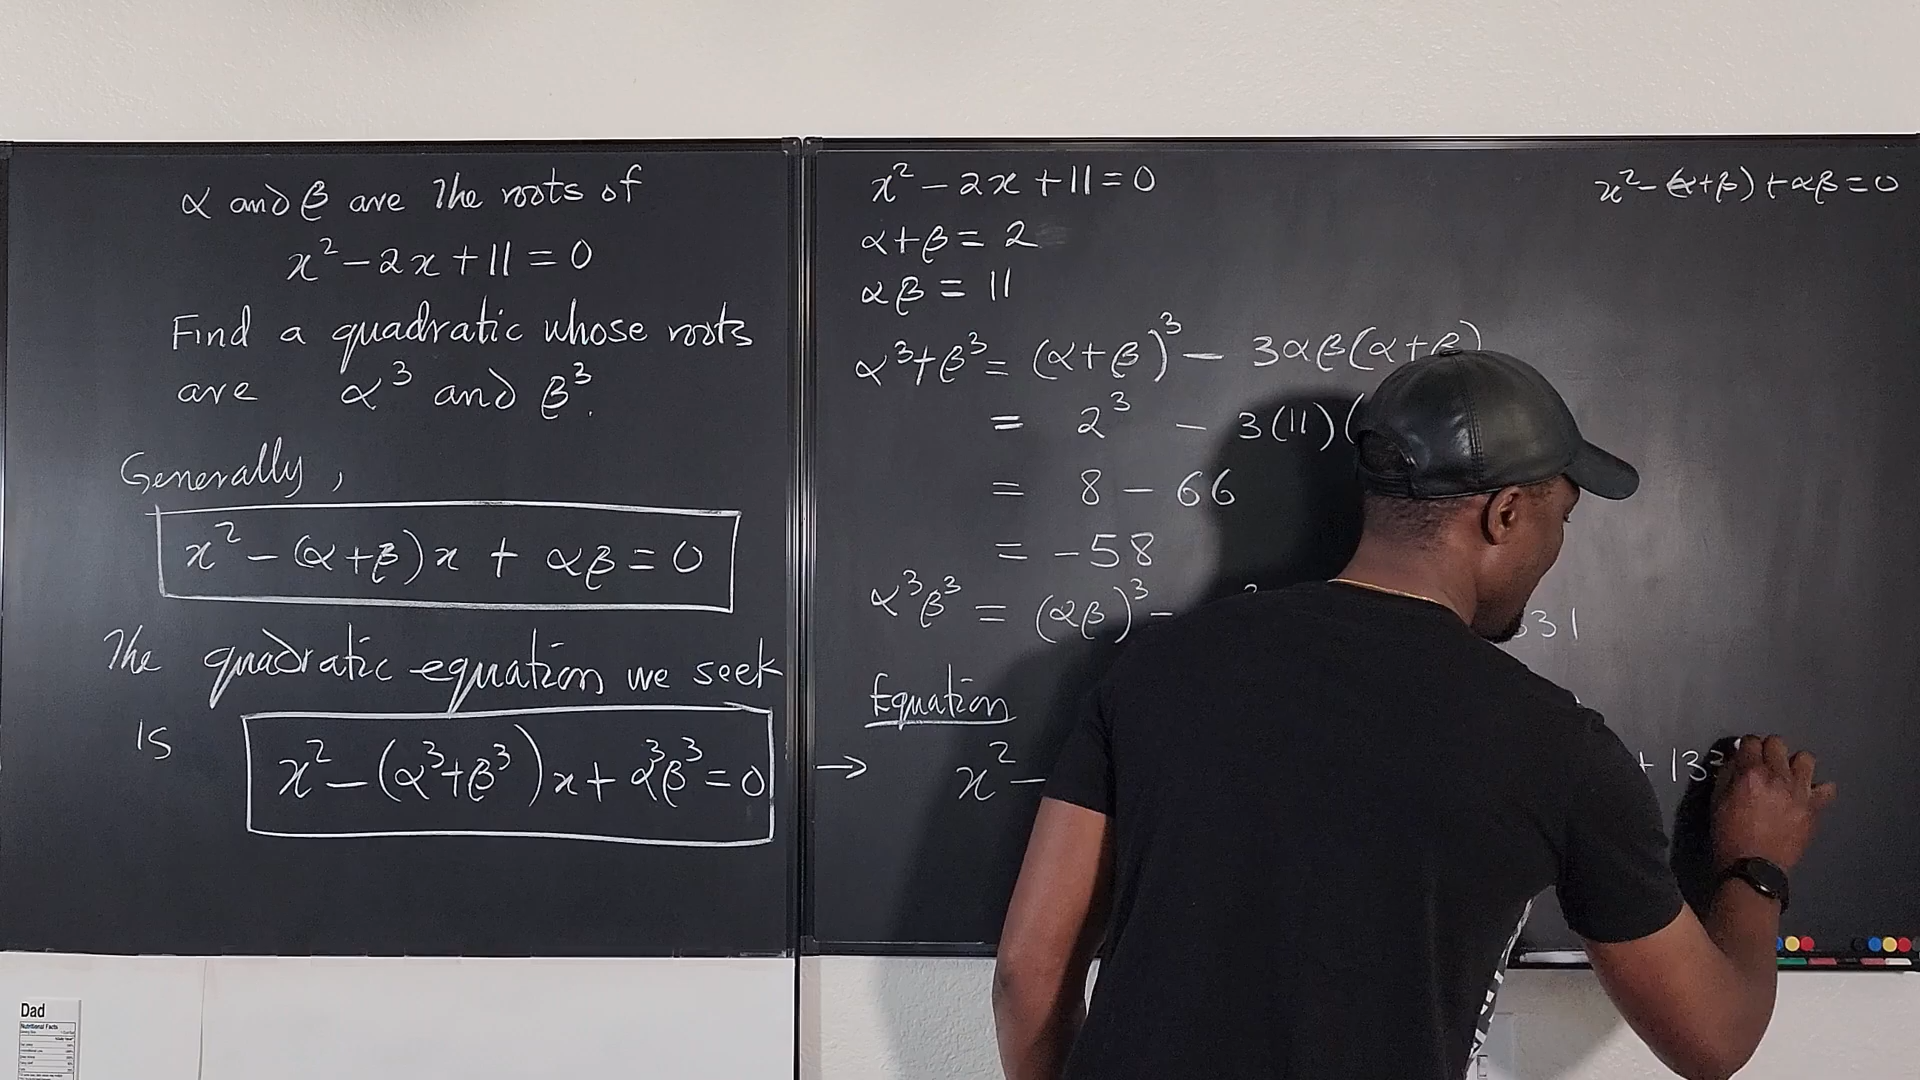 α and β are the roots of
x² - 2x + 11 = 0
Find a quadratic whose roots
are α³ and β³.
Generally,
x² - (α+β)x + αβ = 0
The quadratic equation we seek
is x² - (α³+β³)x + α³β³ = 0
x² - 2x + 11 = 0
x² - (α+β) + αβ = 0
α+β = 2
αβ = 11
α³+β³ = (α+β)³ - 3αβ(α+β)
= 2³ - 3(11)(
= 8 - 66
= -58
α³β³ = (αβ)³ = 331
Equation
→ x² - + 13
Dad
Nutritional Facts